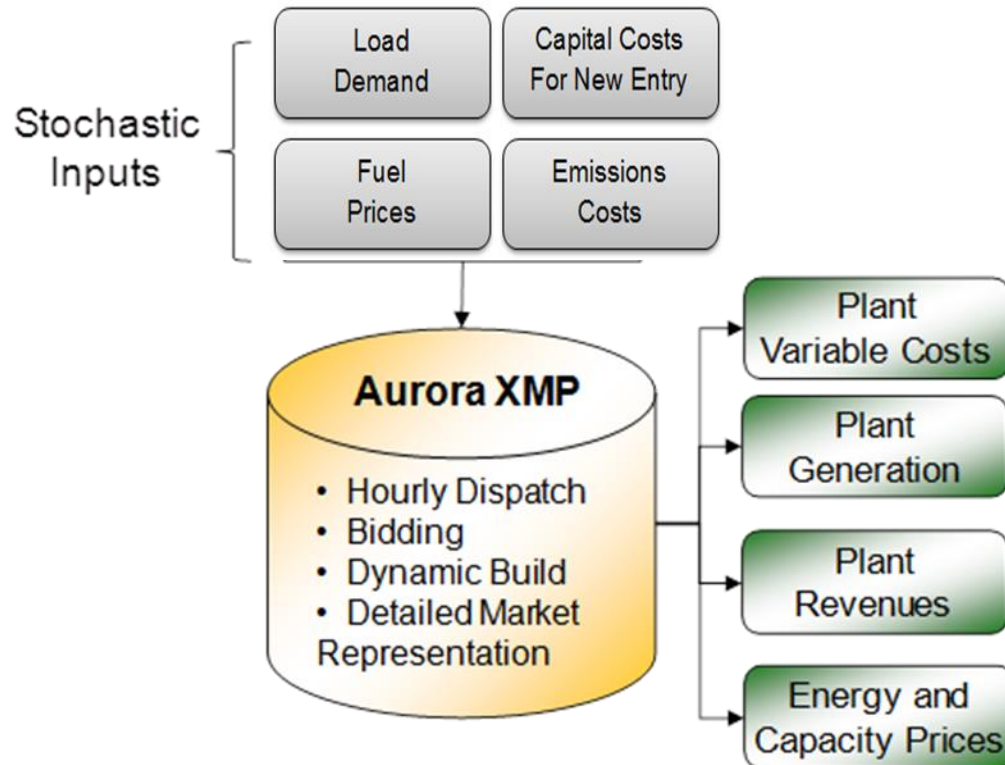 Load
Demand
Capital Costs
For New Entry
Stochastic
Inputs
Fuel
Prices
Emissions
Costs
Aurora XMP
• Hourly Dispatch
• Bidding
• Dynamic Build
• Detailed Market
Representation
Plant
Variable Costs
Plant
Generation
Plant
Revenues
Energy and
Capacity Prices